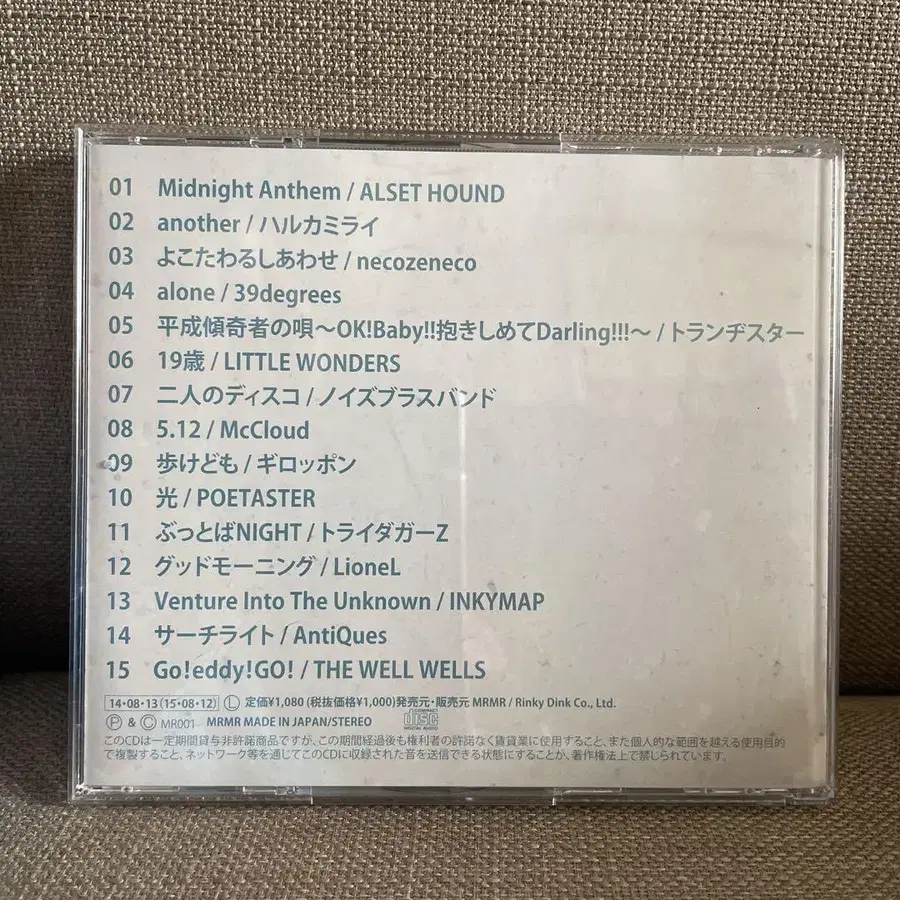 01 Midnight Anthem / ALSET HOUND
02 another / ハルカミライ
03 よこたわるしあわせ / necozeneco
04 alone / 39degrees
05 平成傾奇者の唄〜OK!Baby!!抱きしめてDarling!!!〜 / トランヂスター
06 19歳 / LITTLE WONDERS
07 二人のディスコ / ノイズブラスバンド
08 5.12 / McCloud
09 歩けども / ギロッポン
10 光 / POETASTER
11 ぶっとばNIGHT / トライダガーZ
12 グッドモーニング / LioneL
13 Venture Into The Unknown / INKYMAP
14 サーチライト / AntiQues
15 Go!eddy!GO! / THE WELL WELLS
14・08・13 (15・08・12) Ⓛ 定価¥1,080 (税抜価格¥1,000)発売元・販売元 MRMR / Rinky Dink Co., Ltd.
Ⓟ & Ⓒ MR001 MRMR MADE IN JAPAN/STEREO COMPACT disc DIGITAL AUDIO
このCDは一定期間貸与非許諾商品ですが、この期間経過後も権利者の許諾なく賃貸業に使用すること、また個人的な範囲を越える使用目的
で複製すること、ネットワーク等を通じてこのCDに収録された音を送信できる状態にすることが、著作権法上で禁じられています。